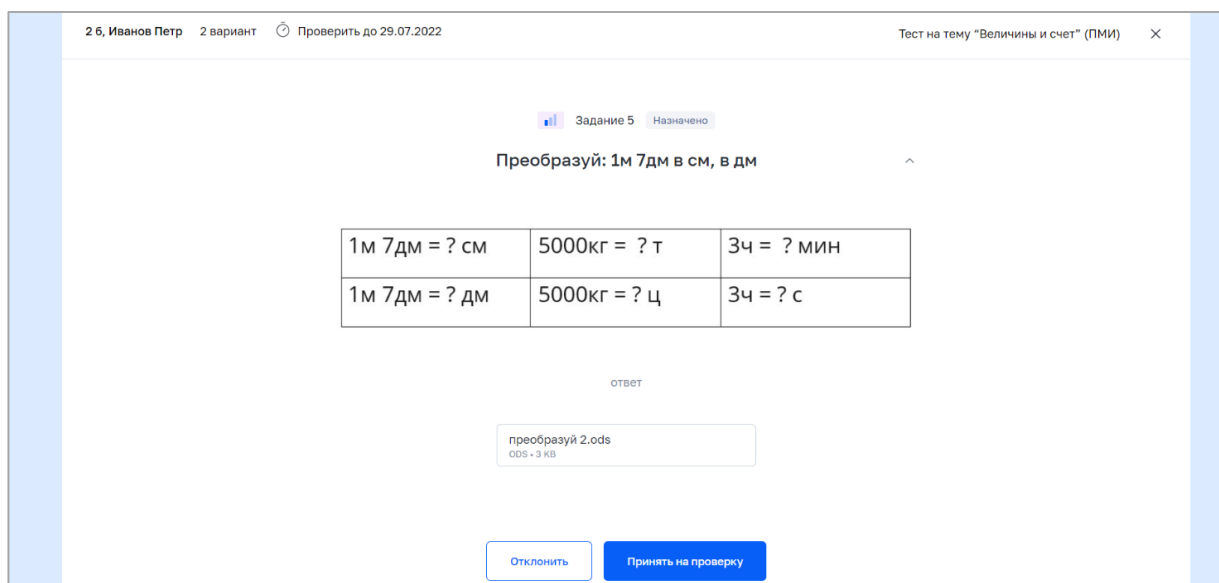 2 б, Иванов Петр 2 вариант Проверить до 29.07.2022 Тест на тему "Величины и счет" (ПМИ)
Задание 5 Назначено
Преобразуй: 1м 7дм в см, в дм
1м 7дм = ? см 5000кг = ? т 3ч = ? мин
1м 7дм = ? дм 5000кг = ? ц 3ч = ? с
ответ
преобразуй 2.ods
ODS • 3 KB
Отклонить Принять на проверку